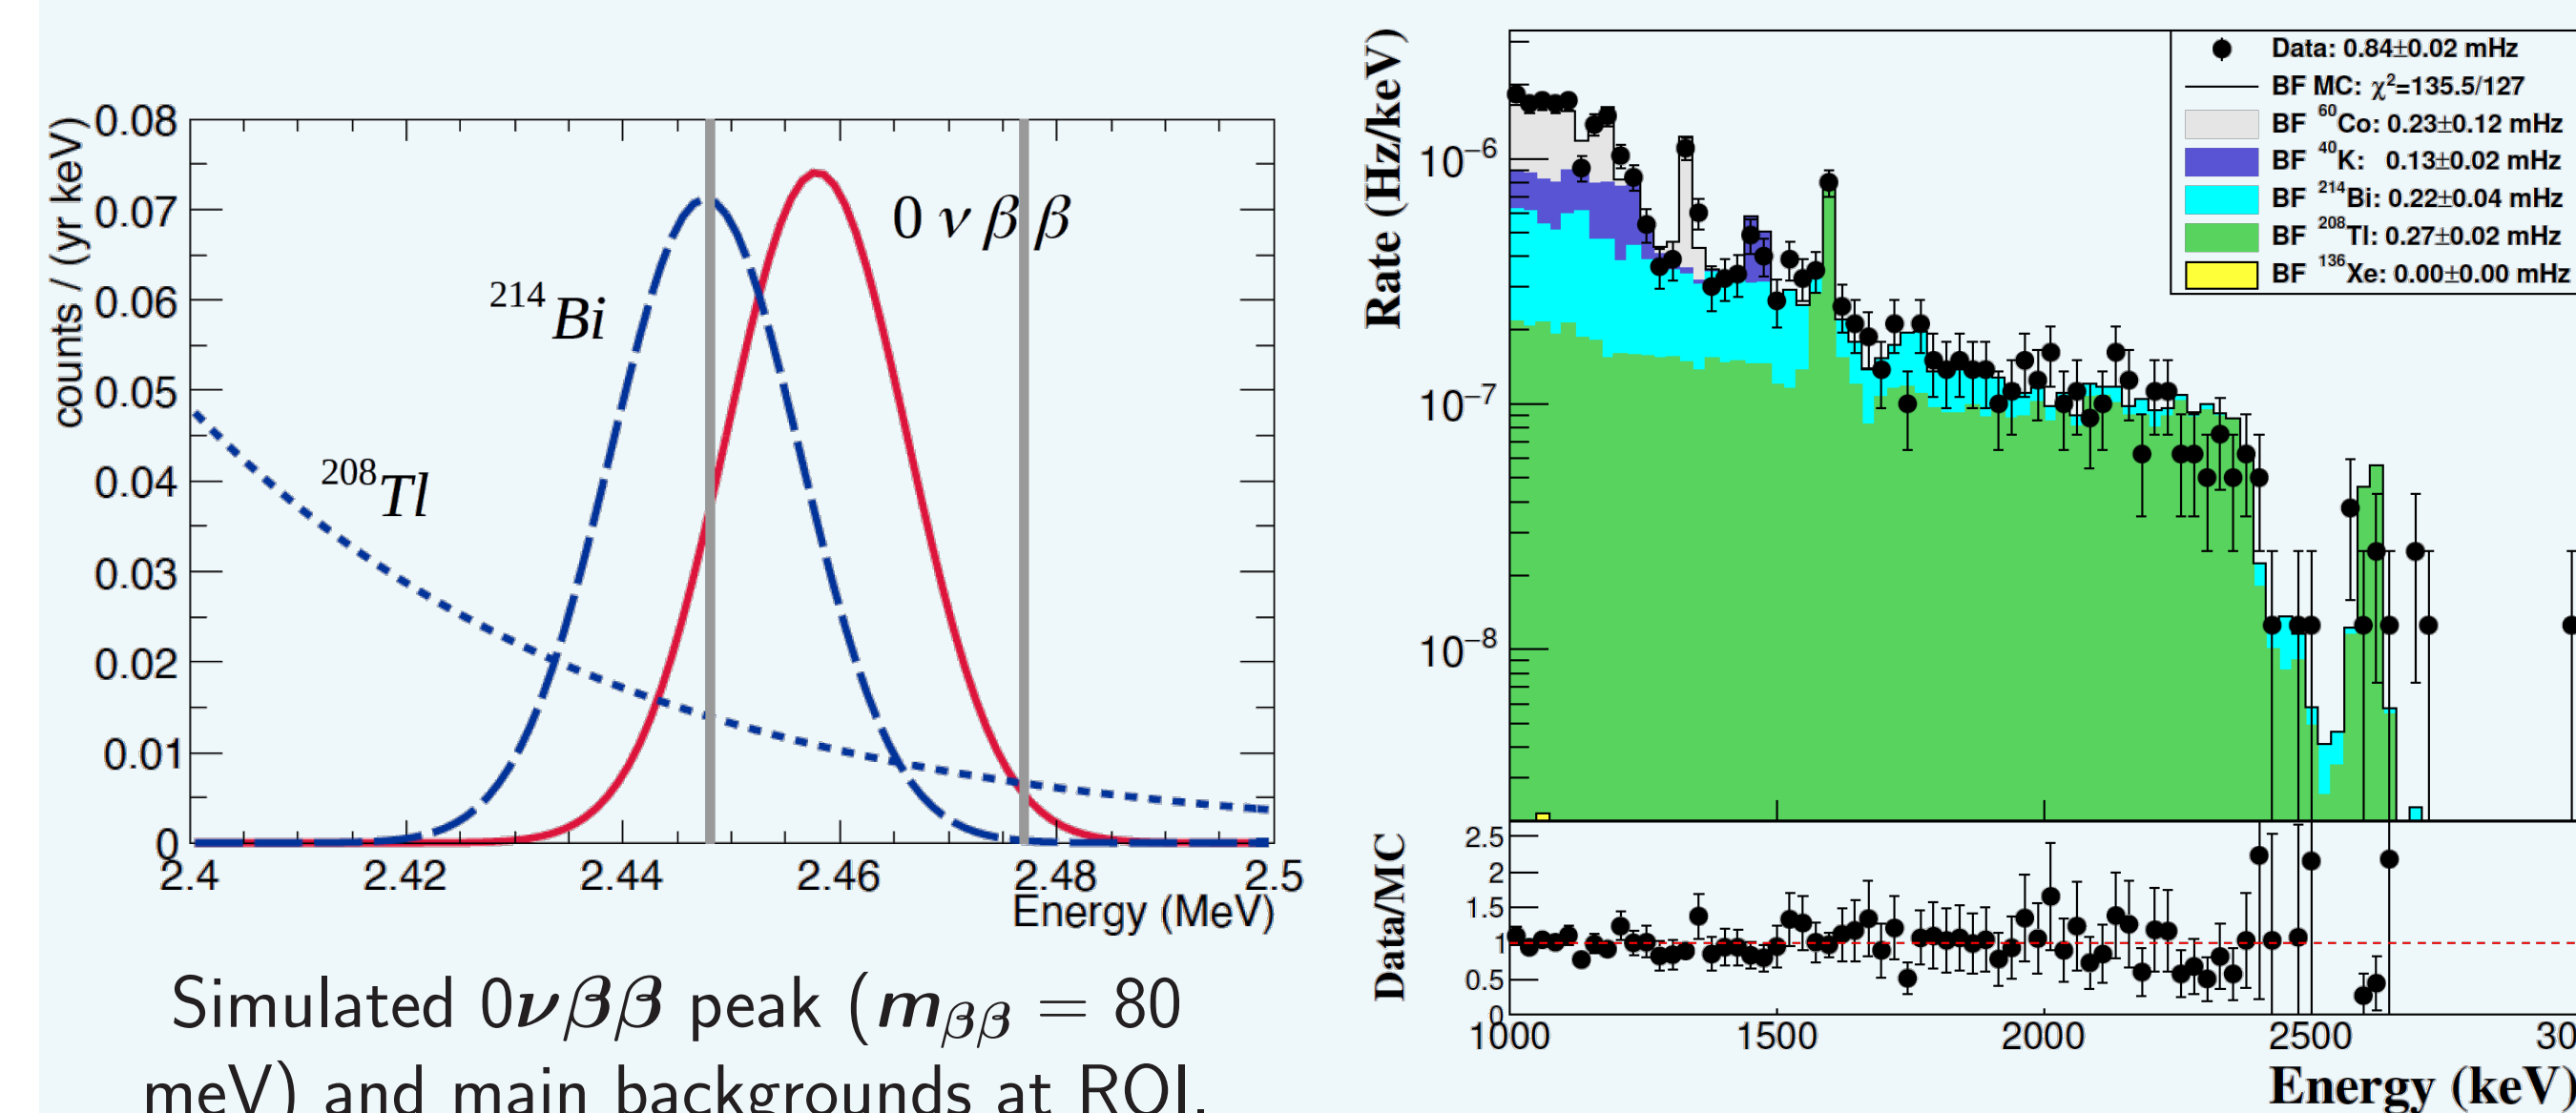 counts / (yr keV)
0.08
0.07
0.06
0.05
0.04
0.03
0.02
0.01
0
2.4 2.42 2.44 2.46 2.48 2.5
Energy (MeV)
²¹⁴Bi
²⁰⁸Tl
0 ν β β
Simulated 0νββ peak (m_ββ = 80
meV) and main backgrounds at ROI.
Rate (Hz/keV)
10⁻⁶
10⁻⁷
10⁻⁸
Data: 0.84±0.02 mHz
BF MC: χ²=135.5/127
BF ⁶⁰Co: 0.23±0.12 mHz
BF ⁴⁰K: 0.13±0.02 mHz
BF ²¹⁴Bi: 0.22±0.04 mHz
BF ²⁰⁸Tl: 0.27±0.02 mHz
BF ¹³⁶Xe: 0.00±0.00 mHz
Data/MC
2.5
2
1.5
1
0.5
0
1000 1500 2000 2500 30
Energy (keV)